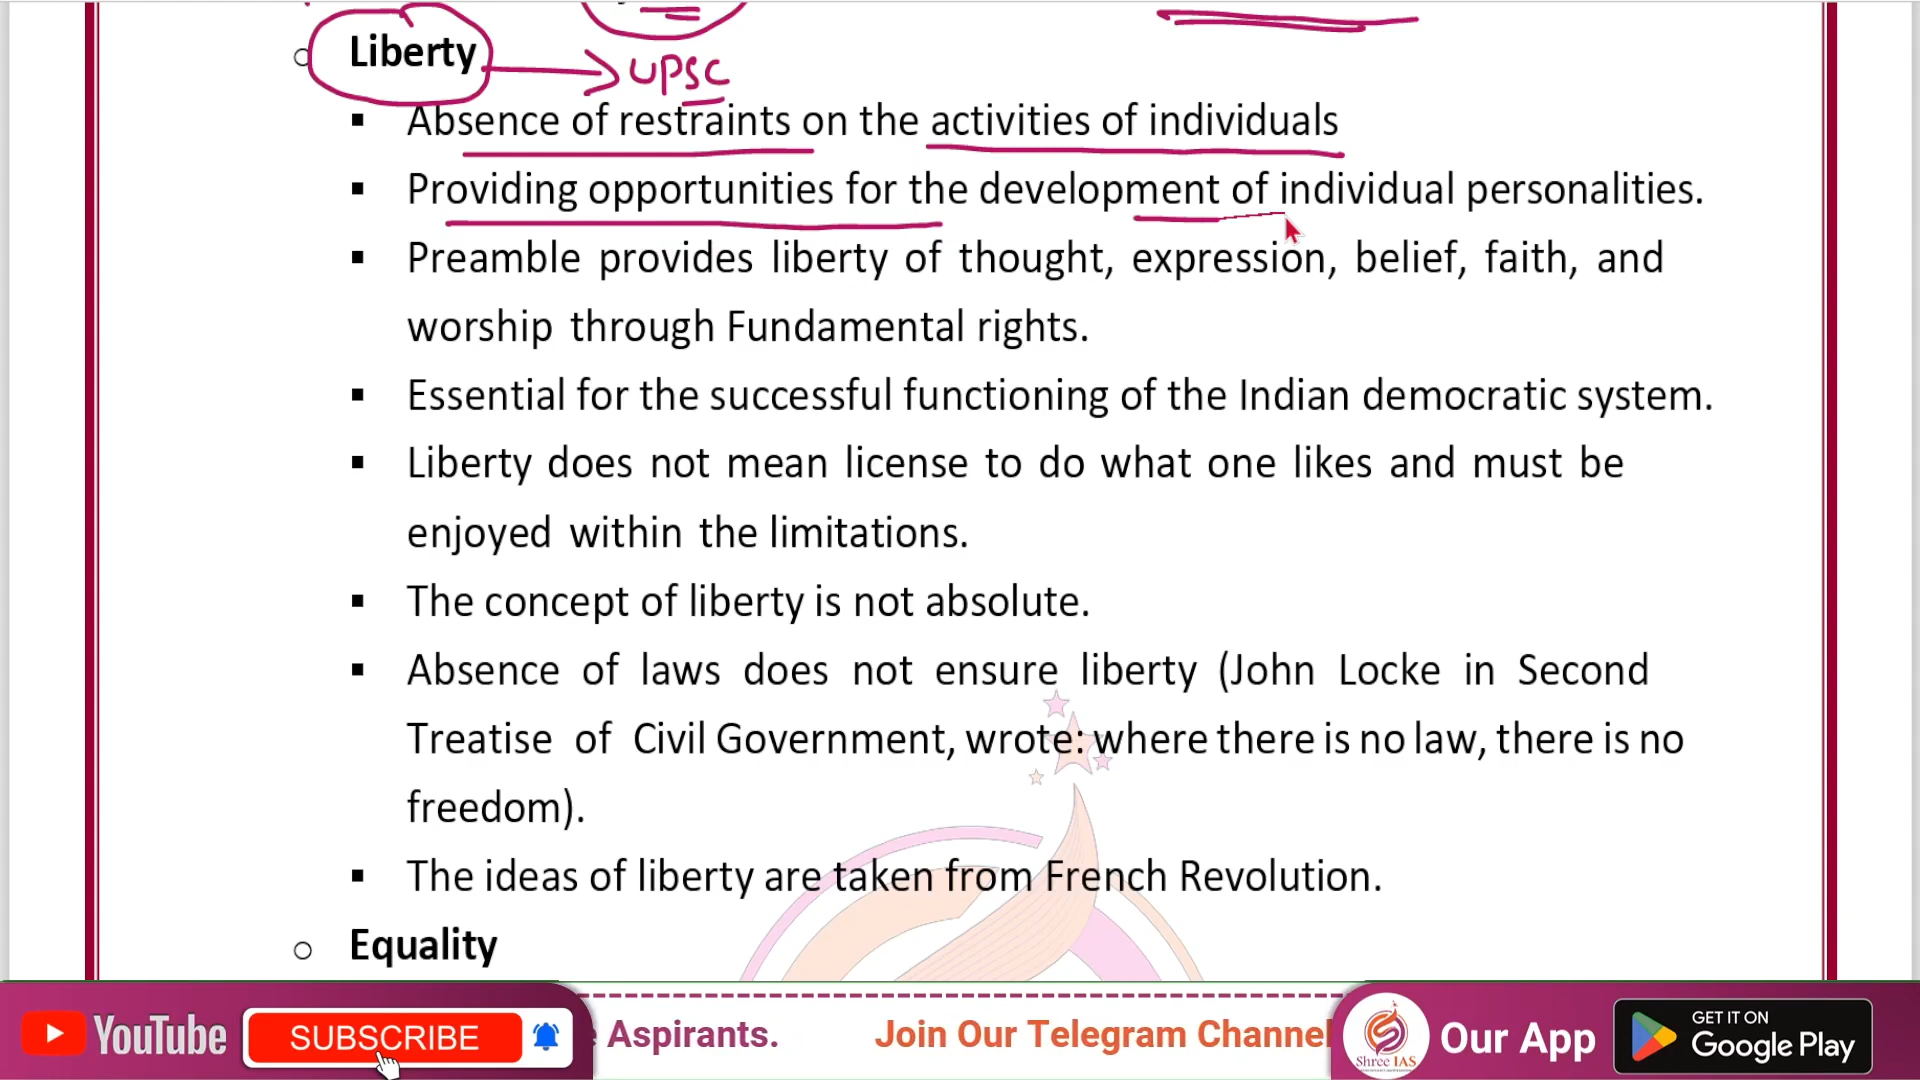 Liberty
UPSC
Absence of restraints on the activities of individuals
Providing opportunities for the development of individual personalities.
Preamble provides liberty of thought, expression, belief, faith, and
worship through Fundamental rights.
Essential for the successful functioning of the Indian democratic system.
Liberty does not mean license to do what one likes and must be
enjoyed within the limitations.
The concept of liberty is not absolute.
Absence of laws does not ensure liberty (John Locke in Second
Treatise of Civil Government, wrote: where there is no law, there is no
freedom).
The ideas of liberty are taken from French Revolution.
Equality
YouTube SUBSCRIBE Aspirants. Join Our Telegram Channel Shree IAS Our App GET IT ON
Google Play